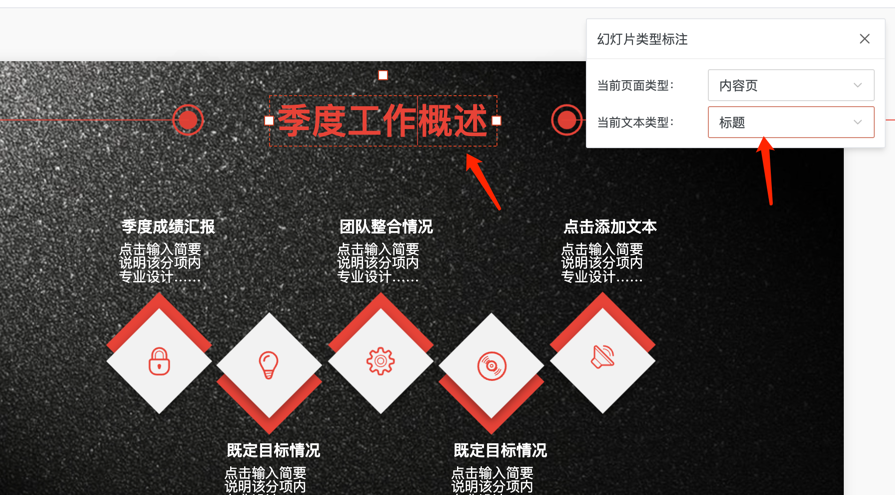 幻灯片类型标注
当前页面类型：
内容页
当前文本类型：
标题
季度工作概述
季度成绩汇报
点击输入简要
说明该分项内
专业设计……
团队整合情况
点击输入简要
说明该分项内
专业设计……
点击添加文本
点击输入简要
说明该分项内
专业设计……
既定目标情况
点击输入简要
说明该分项内
既定目标情况
点击输入简要
说明该分项内